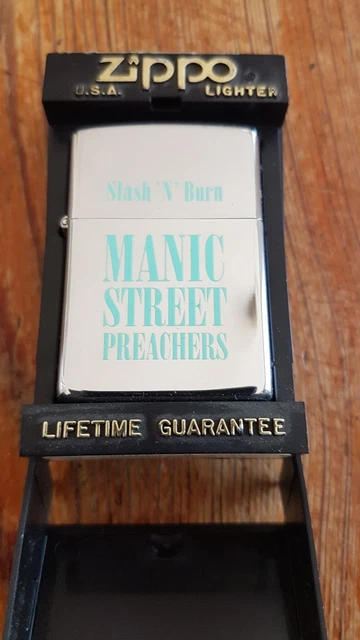 Zippo
U.S.A. LIGHTER
Slash 'N' Burn
MANIC
STREET
PREACHERS
LIFETIME GUARANTEE